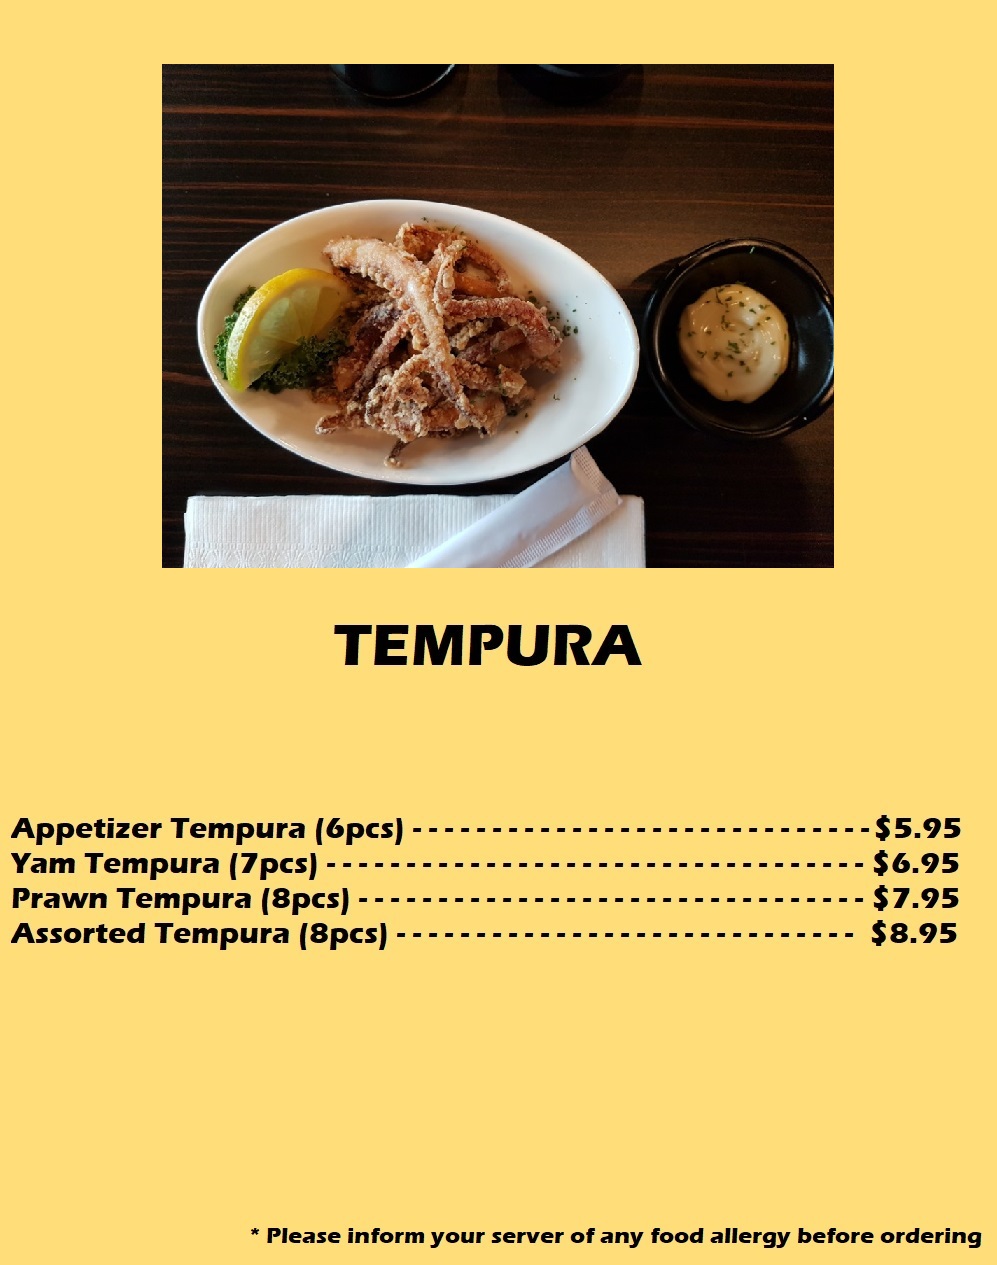 TEMPURA
Appetizer Tempura (6pcs) - - - - - - - - - - - - - - - - - - - - - - - - - - - - -$5.95
Yam Tempura (7pcs) - - - - - - - - - - - - - - - - - - - - - - - - - - - - - - - - - - $6.95
Prawn Tempura (8pcs) - - - - - - - - - - - - - - - - - - - - - - - - - - - - - - - - $7.95
Assorted Tempura (8pcs) - - - - - - - - - - - - - - - - - - - - - - - - - - - - - $8.95
* Please inform your server of any food allergy before ordering